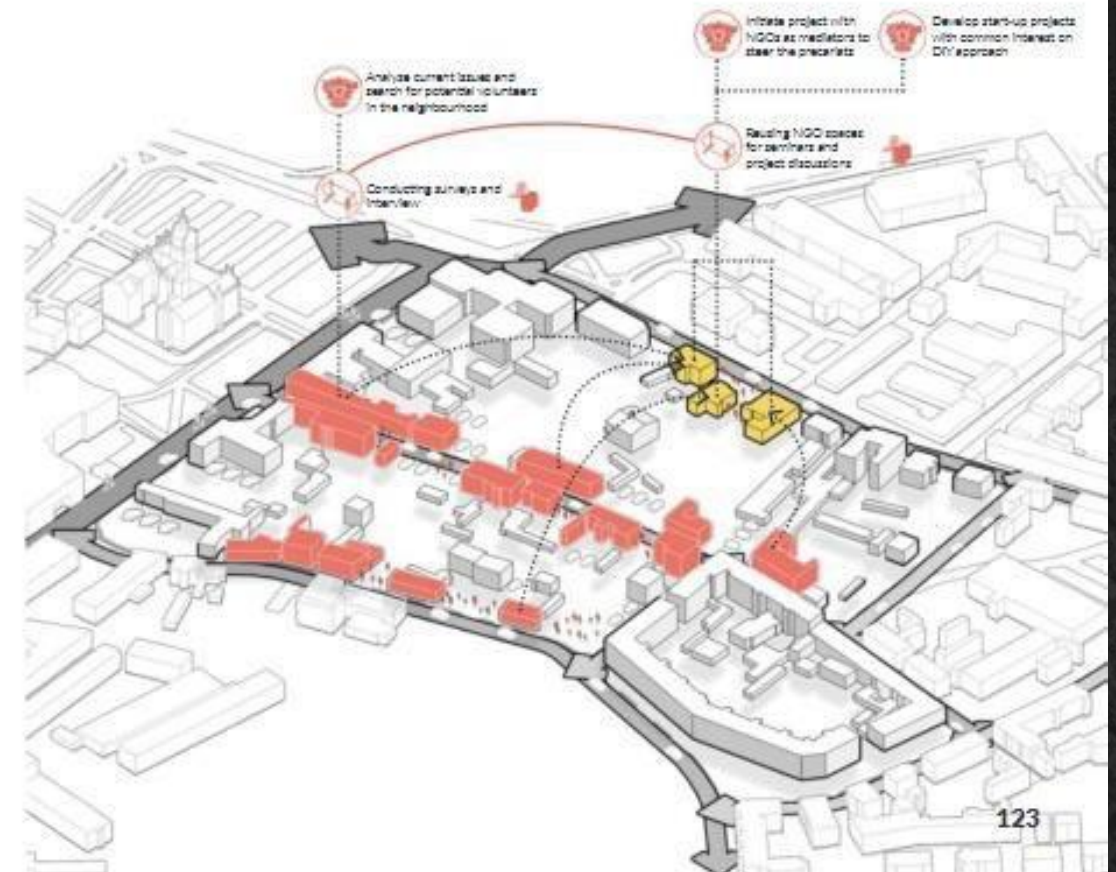 Initiate project with
NGOs as mediators to
steer the precariats
Develop start-up projects
with common interest on
DIY approach
Analyse current issues and
search for potential volunteers
in the neighbourhood
Reusing NGO spaces
for seminars and
project discussions
Conducting surveys and
interview
123